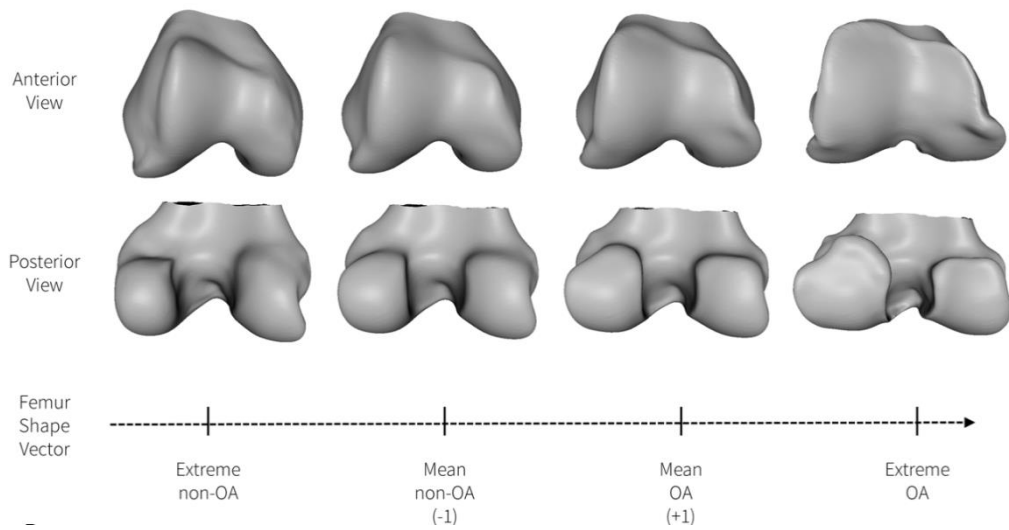 Anterior
View
Posterior
View
Femur
Shape
Vector
Extreme
non-OA
Mean
non-OA
(-1)
Mean
OA
(+1)
Extreme
OA